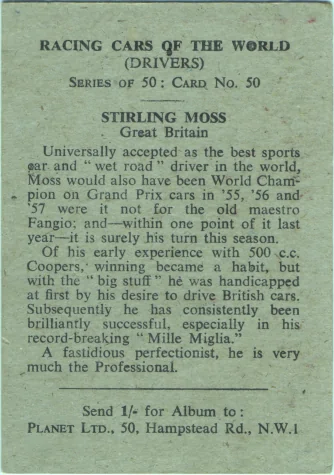 RACING CARS OF THE WORLD
(DRIVERS)
SERIES OF 50: CARD NO. 50
STIRLING MOSS
Great Britain
Universally accepted as the best sports
car and "wet road" driver in the world,
Moss would also have been World Cham-
pion on Grand Prix cars in '55, '56 and
'57 were it not for the old maestro
Fangio; and—within one point of it last
year—it is surely his turn this season.
Of his early experience with 500 c.c.
Coopers, winning became a habit, but
with the "big stuff" he was handicapped
at first by his desire to drive British cars.
Subsequently he has consistently been
brilliantly successful, especially in his
record-breaking "Mille Miglia."
A fastidious perfectionist, he is very
much the Professional.
Send 1/- for Album to:
PLANET LTD., 50, Hampstead Rd., N.W.1